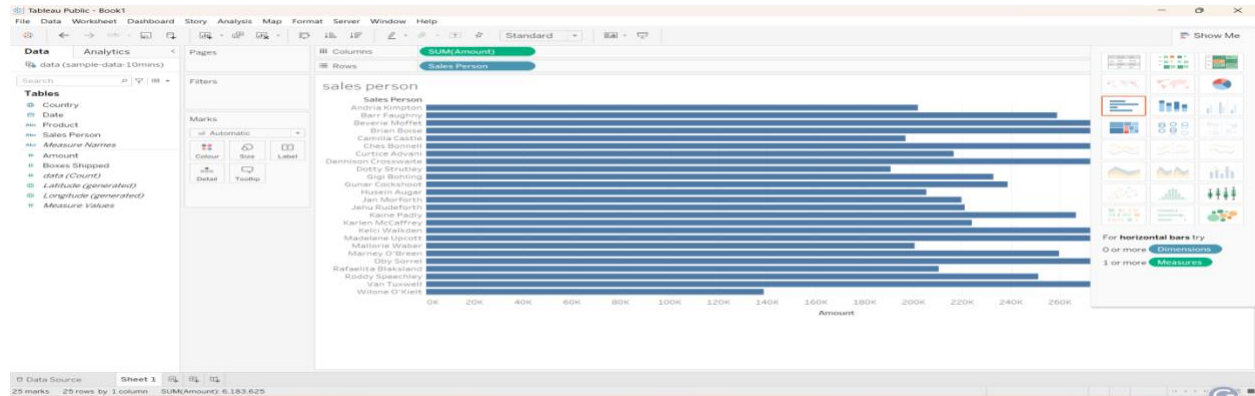 Tableau Public - Book1
File Data Worksheet Dashboard Story Analysis Map Format Server Window Help
Standard
Show Me
Data Analytics
Pages
Columns SUM(Amount)
data (sample-data-10mins)
Rows Sales Person
Search
Filters
Tables
Country
Date
Abc Product
Abc Sales Person
Abc Measure Names
# Amount
# Boxes Shipped
# data (Count)
Latitude (generated)
Longitude (generated)
# Measure Values
Marks
Automatic
Colour Size Label
Detail Tooltip
sales person
Sales Person
Andria Kimpton
Barr Faughny
Beverie Moffet
Brien Boise
Camilla Castle
Ches Bonnell
Curtice Advani
Dennison Crosswaite
Dotty Strutley
Gigi Bohling
Gunar Cockshoot
Husein Augar
Jan Morforth
Jehu Rudeforth
Kaine Padly
Karlen McCaffrey
Kelci Walkden
Madelene Upcott
Mallorie Waber
Marney O'Breen
Oby Sorrel
Rafaelita Blaksland
Roddy Speechley
Van Tuxwell
Wilone O'Kielt
0K 20K 40K 60K 80K 100K 120K 140K 160K 180K 200K 220K 240K 260K
Amount
For horizontal bars try
0 or more Dimensions
1 or more Measures
Data Source Sheet 1
25 marks 25 rows by 1 column SUM(Amount): 6,183,625